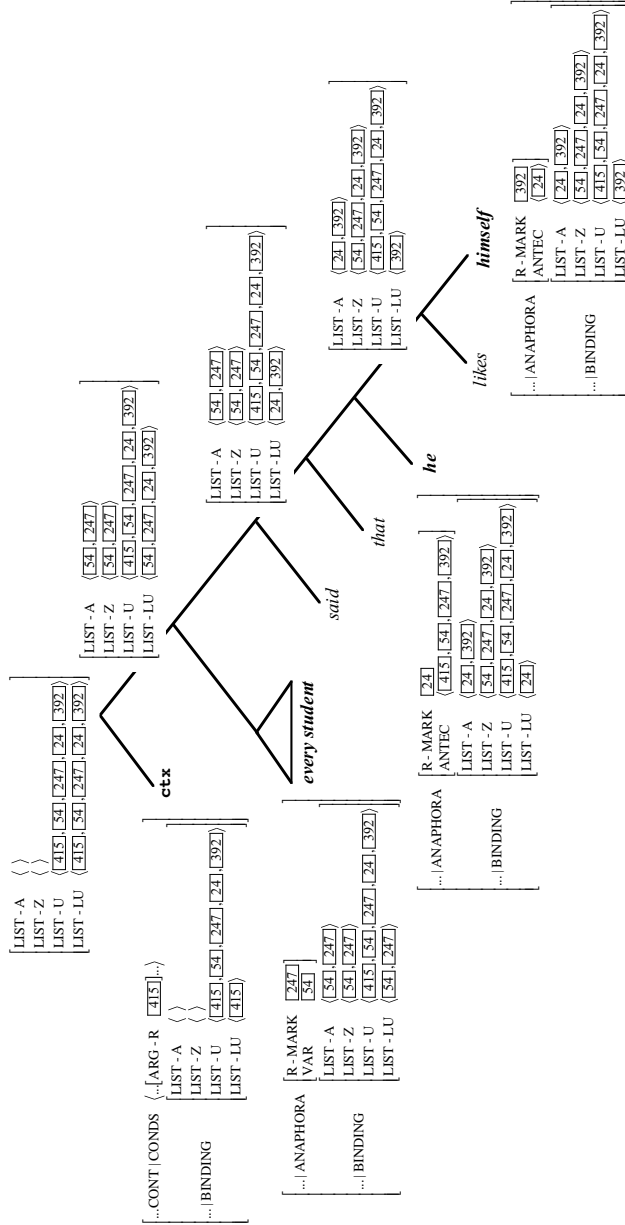 LIST-A ⟨⟩
LIST-Z ⟨⟩
LIST-U ⟨415, 54, 247, 24, 392⟩
LIST-LU ⟨415, 54, 247, 24, 392⟩
LIST-A ⟨54, 247⟩
LIST-Z ⟨54, 247⟩
LIST-U ⟨415, 54, 247, 24, 392⟩
LIST-LU ⟨54, 247, 24, 392⟩
ctx
...CONT|CONDS ⟨...[ARG-R 415]...⟩
...|BINDING
LIST-A ⟨⟩
LIST-Z ⟨⟩
LIST-U ⟨415, 54, 247, 24, 392⟩
LIST-LU ⟨415⟩
LIST-A ⟨54, 247⟩
LIST-Z ⟨54, 247⟩
LIST-U ⟨415, 54, 247, 24, 392⟩
LIST-LU ⟨24, 392⟩
every student
said
...|ANAPHORA
R-MARK 247
VAR 54
...|BINDING
LIST-A ⟨54, 247⟩
LIST-Z ⟨54, 247⟩
LIST-U ⟨415, 54, 247, 24, 392⟩
LIST-LU ⟨54, 247⟩
that
LIST-A ⟨24, 392⟩
LIST-Z ⟨54, 247, 24, 392⟩
LIST-U ⟨415, 54, 247, 24, 392⟩
LIST-LU ⟨392⟩
he
...|ANAPHORA
R-MARK 24
ANTEC ⟨415, 54, 247, 392⟩
...|BINDING
LIST-A ⟨24, 392⟩
LIST-Z ⟨54, 247, 24, 392⟩
LIST-U ⟨415, 54, 247, 24, 392⟩
LIST-LU ⟨24⟩
likes
himself
...|ANAPHORA
R-MARK 392
ANTEC ⟨24⟩
...|BINDING
LIST-A ⟨24, 392⟩
LIST-Z ⟨54, 247, 24, 392⟩
LIST-U ⟨415, 54, 247, 24, 392⟩
LIST-LU ⟨392⟩